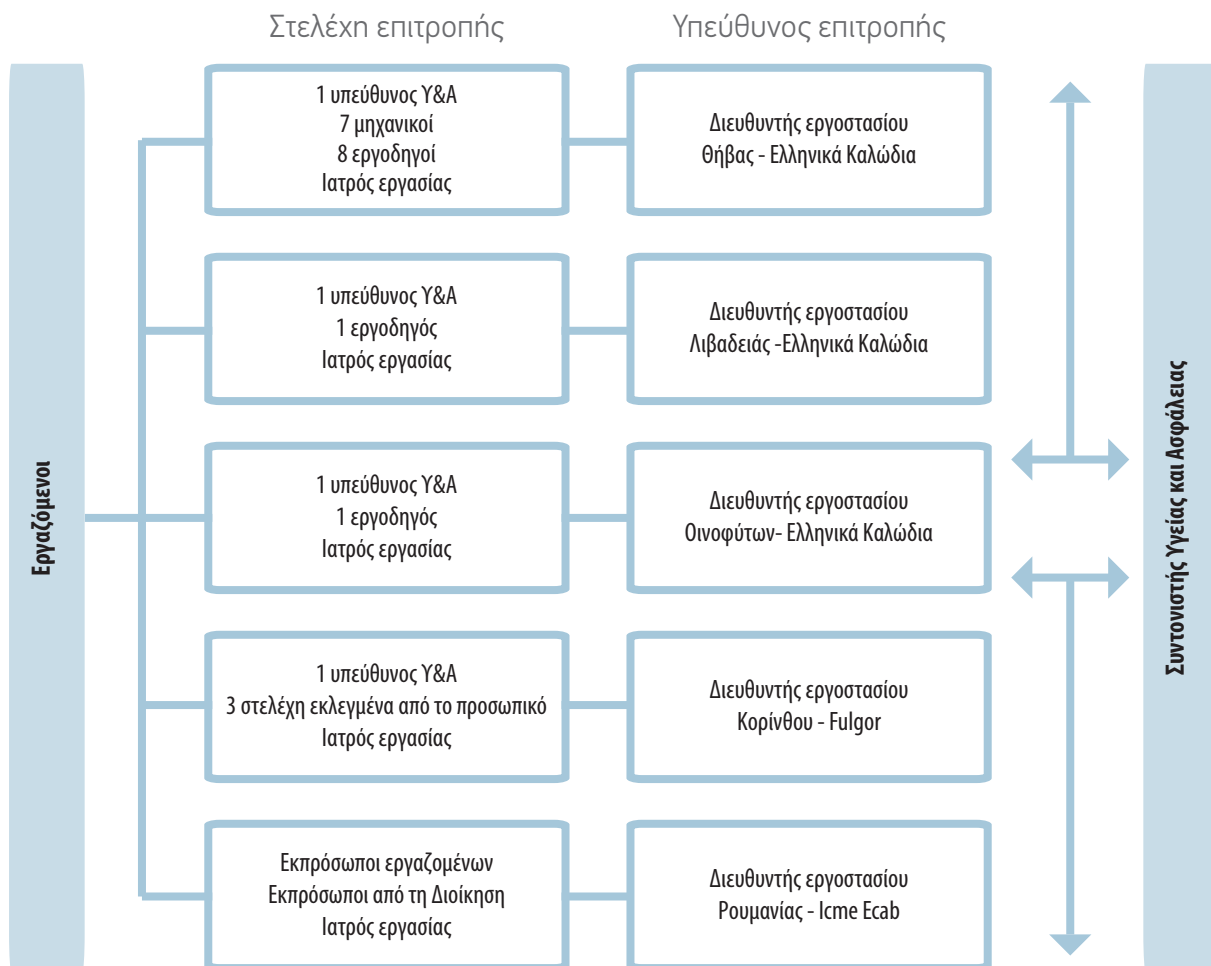 Στελέχη επιτροπής
Υπεύθυνος επιτροπής
Εργαζόμενοι
1 υπεύθυνος Υ&Α
7 μηχανικοί
8 εργοδηγοί
Ιατρός εργασίας
Διευθυντής εργοστασίου
Θήβας - Ελληνικά Καλώδια
1 υπεύθυνος Υ&Α
1 εργοδηγός
Ιατρός εργασίας
Διευθυντής εργοστασίου
Λιβαδειάς -Ελληνικά Καλώδια
1 υπεύθυνος Υ&Α
1 εργοδηγός
Ιατρός εργασίας
Διευθυντής εργοστασίου
Οινοφύτων- Ελληνικά Καλώδια
1 υπεύθυνος Υ&Α
3 στελέχη εκλεγμένα από το προσωπικό
Ιατρός εργασίας
Διευθυντής εργοστασίου
Κορίνθου - Fulgor
Εκπρόσωποι εργαζομένων
Εκπρόσωποι από τη Διοίκηση
Ιατρός εργασίας
Διευθυντής εργοστασίου
Ρουμανίας - Icme Ecab
Συντονιστής Υγείας και Ασφάλειας